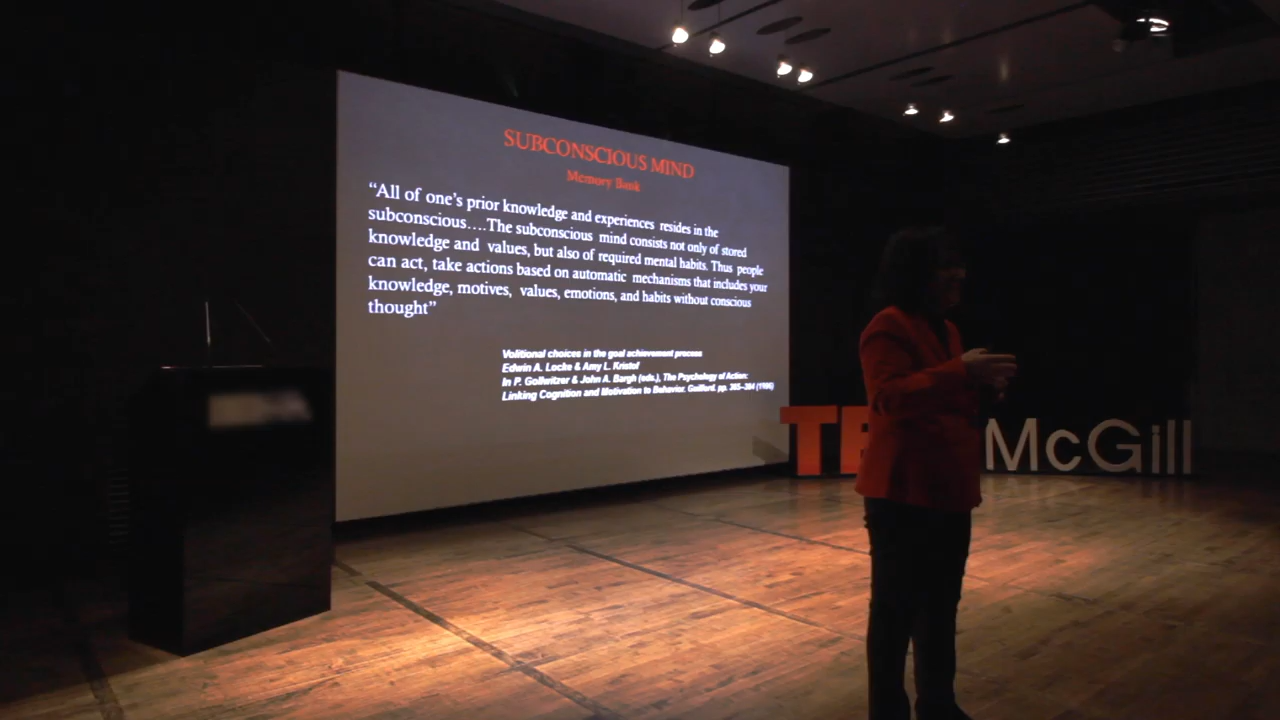 SUBCONSCIOUS MIND
Memory Bank
“All of one’s prior knowledge and experiences resides in the
subconscious….The subconscious mind consists not only of stored
knowledge and values, but also of required mental habits. Thus people
can act, take actions based on automatic mechanisms that includes your
knowledge, motives, values, emotions, and habits without conscious
thought”
Volitional choices in the goal achievement process
Edwin A. Locke & Amy L. Kristof
In P. Gollwitzer & John A. Bargh (eds.), The Psychology of Action:
Linking Cognition and Motivation to Behavior. Guilford. pp. 365–384 (1996)
TE McGill